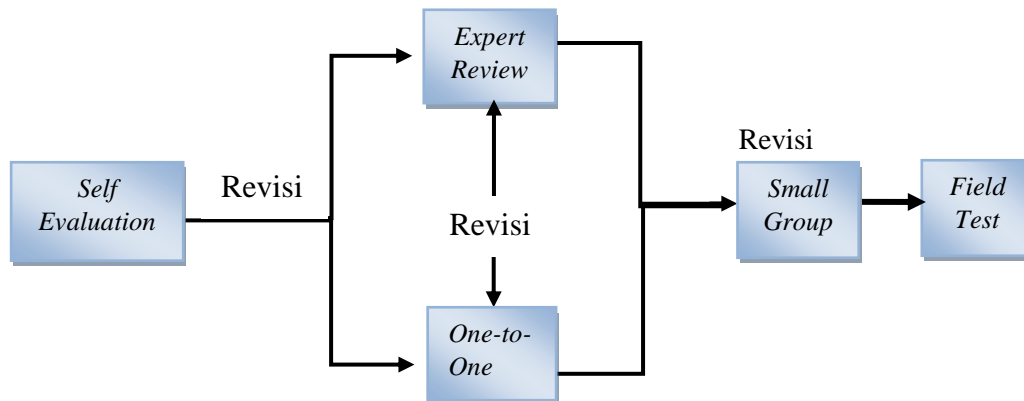 Self
Evaluation
Revisi
Expert
Review
Revisi
One-to-
One
Revisi
Small
Group
Field
Test